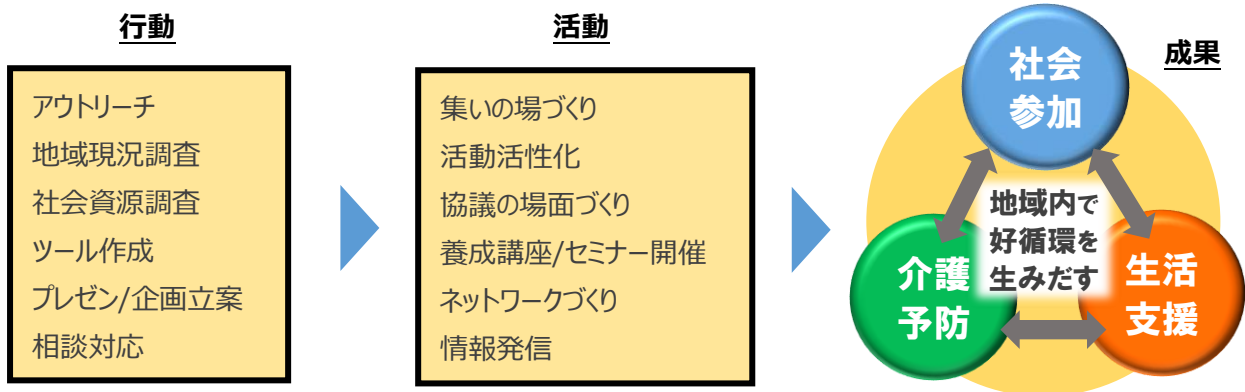 行動
アウトリーチ
地域現況調査
社会資源調査
ツール作成
プレゼン/企画立案
相談対応
活動
集いの場づくり
活動活性化
協議の場面づくり
養成講座/セミナー開催
ネットワークづくり
情報発信
成果
社会
参加
地域内で
好循環を
生みだす
介護
予防
生活
支援